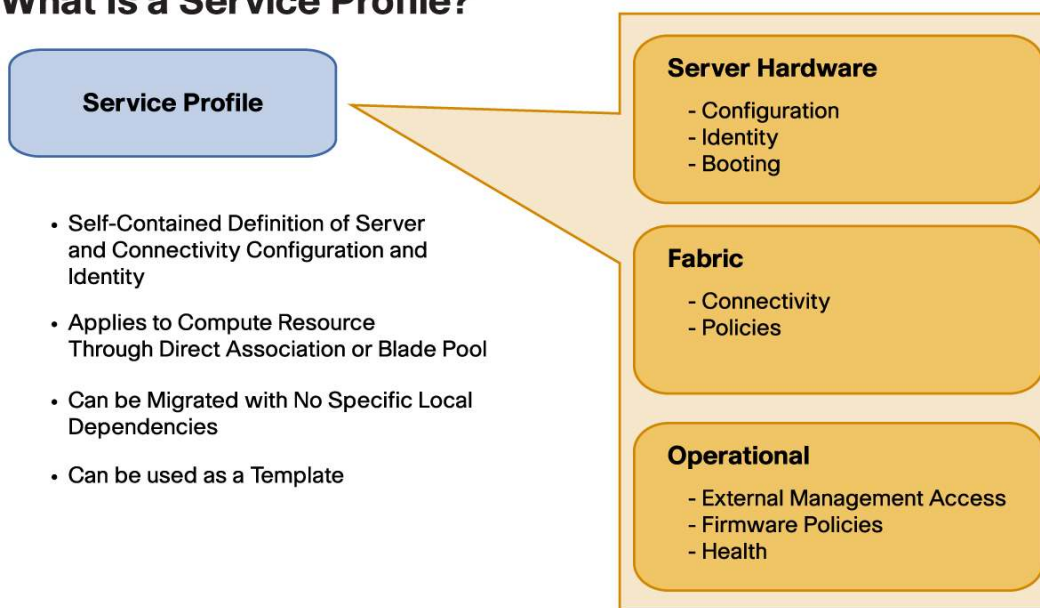 What Is a Service Profile?
Service Profile
• Self-Contained Definition of Server
and Connectivity Configuration and
Identity
• Applies to Compute Resource
Through Direct Association or Blade Pool
• Can be Migrated with No Specific Local
Dependencies
• Can be used as a Template
Server Hardware
- Configuration
- Identity
- Booting
Fabric
- Connectivity
- Policies
Operational
- External Management Access
- Firmware Policies
- Health